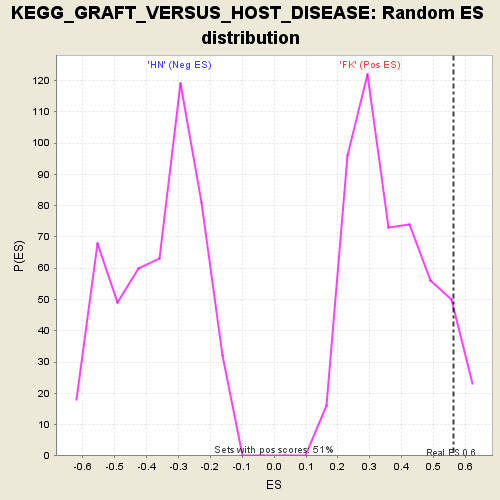 KEGG_GRAFT_VERSUS_HOST_DISEASE: Random ES
distribution
'HN' (Neg ES)
'FK' (Pos ES)
120
110
100
90
80
70
60
50
40
30
20
10
0
P(ES)
Sets with pos scores: 51%
Real ES 0.6
-0.6 -0.5 -0.4 -0.3 -0.2 -0.1 0.0 0.1 0.2 0.3 0.4 0.5 0.6
ES